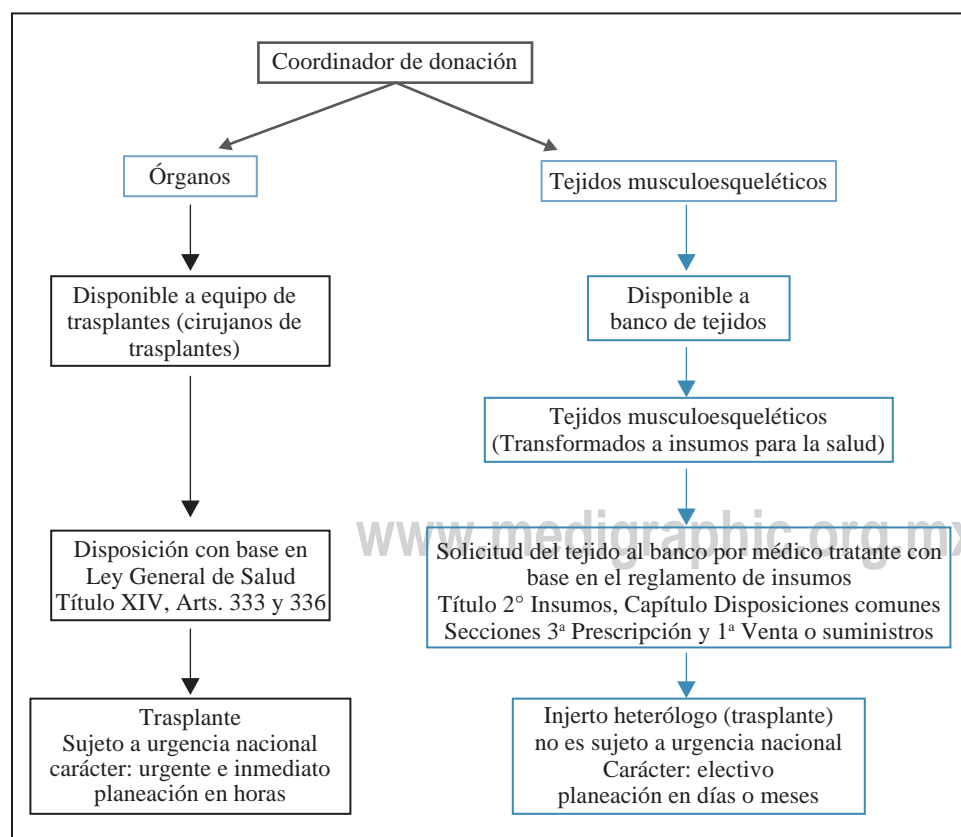 Coordinador de donación
Órganos
Tejidos musculoesqueléticos
Disponible a equipo de
trasplantes (cirujanos de
trasplantes)
Disponible a
banco de tejidos
Tejidos musculoesqueléticos
(Transformados a insumos para la salud)
www.medigraphic.org.mx
Disposición con base en
Ley General de Salud
Título XIV, Arts. 333 y 336
Solicitud del tejido al banco por médico tratante con
base en el reglamento de insumos
Título 2° Insumos, Capítulo Disposiciones comunes
Secciones 3ª Prescripción y 1ª Venta o suministros
Trasplante
Sujeto a urgencia nacional
carácter: urgente e inmediato
planeación en horas
Injerto heterólogo (trasplante)
no es sujeto a urgencia nacional
Carácter: electivo
planeación en días o meses